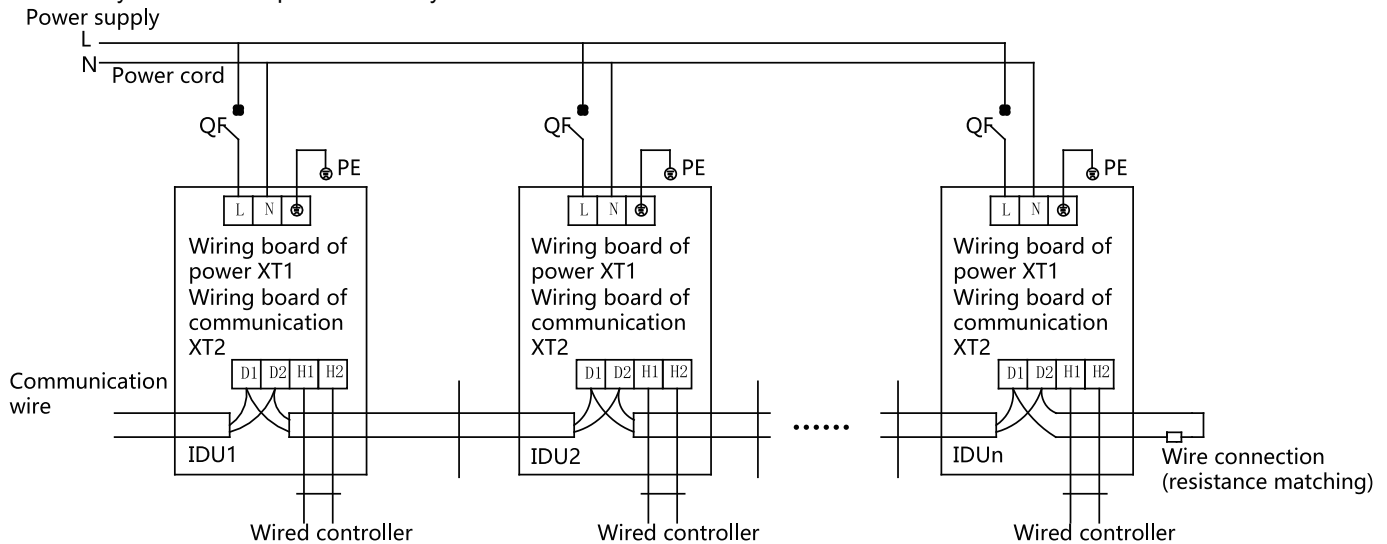 Power supply
L
N
Power cord
QF
QF
QF
PE
PE
PE
L N
L N
L N
Wiring board of
power XT1
Wiring board of
communication
XT2
Wiring board of
power XT1
Wiring board of
communication
XT2
Wiring board of
power XT1
Wiring board of
communication
XT2
D1 D2 H1 H2
D1 D2 H1 H2
D1 D2 H1 H2
Communication
wire
......
IDU1
IDU2
IDUn
Wire connection
(resistance matching)
Wired controller
Wired controller
Wired controller